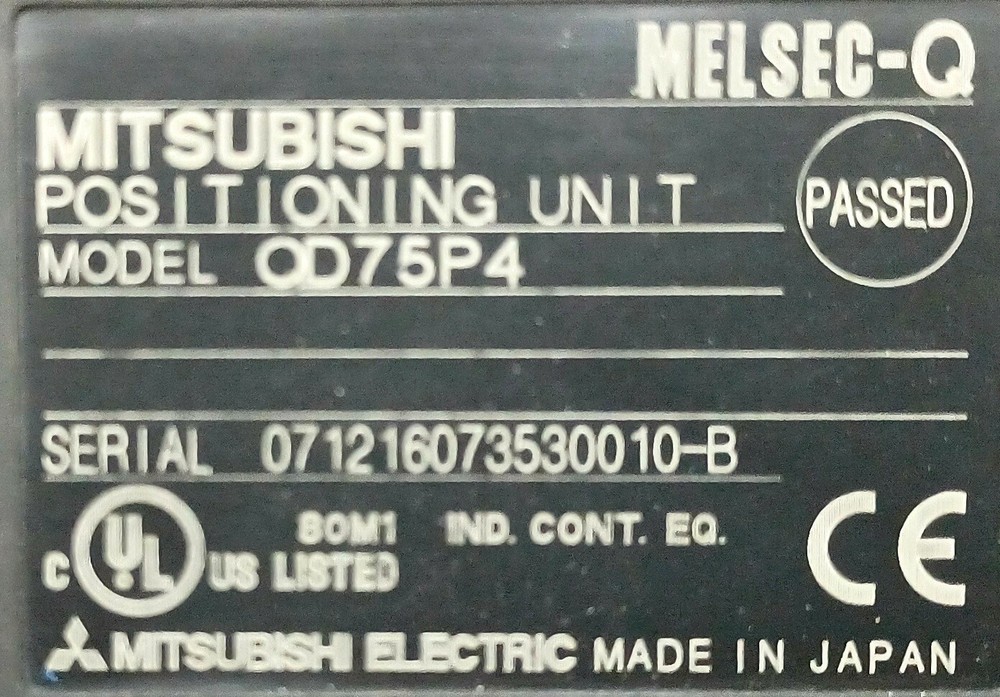 MELSEC-Q
MITSUBISHI
POSITIONING UNIT
PASSED
MODEL QD75P4
SERIAL 071216073530010-B
80M1 IND. CONT. EQ.
C UL US LISTED
CE
MITSUBISHI ELECTRIC MADE IN JAPAN